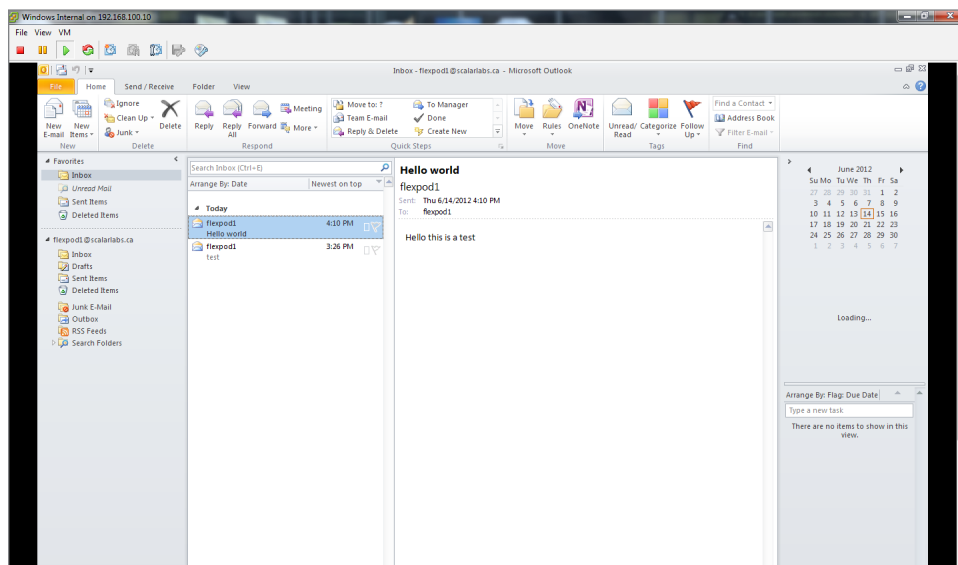 Windows Internal on 192.168.100.10
File View VM
Inbox - flexpod1@scalarlabs.ca - Microsoft Outlook
File Home Send / Receive Folder View
New E-mail
New Items
New
Ignore
Clean Up
Junk
Delete
Delete
Reply
Reply All
Forward
Meeting
More
Respond
Move to: ?
Team E-mail
Reply & Delete
To Manager
Done
Create New
Quick Steps
Move
Rules
OneNote
Move
Unread/ Read
Categorize
Follow Up
Tags
Find a Contact
Address Book
Filter E-mail
Find
Favorites
Inbox
Unread Mail
Sent Items
Deleted Items
flexpod1@scalarlabs.ca
Inbox
Drafts
Sent Items
Deleted Items
Junk E-Mail
Outbox
RSS Feeds
Search Folders
Search Inbox (Ctrl+E)
Arrange By: Date Newest on top
Today
flexpod1 4:10 PM
Hello world
flexpod1 3:26 PM
test
Hello world
flexpod1
Sent: Thu 6/14/2012 4:10 PM
To: flexpod1
Hello this is a test
June 2012
Su Mo Tu We Th Fr Sa
27 28 29 30 31 1 2
3 4 5 6 7 8 9
10 11 12 13 14 15 16
17 18 19 20 21 22 23
24 25 26 27 28 29 30
1 2 3 4 5 6 7
Loading...
Arrange By: Flag: Due Date
Type a new task
There are no items to show in this
view.